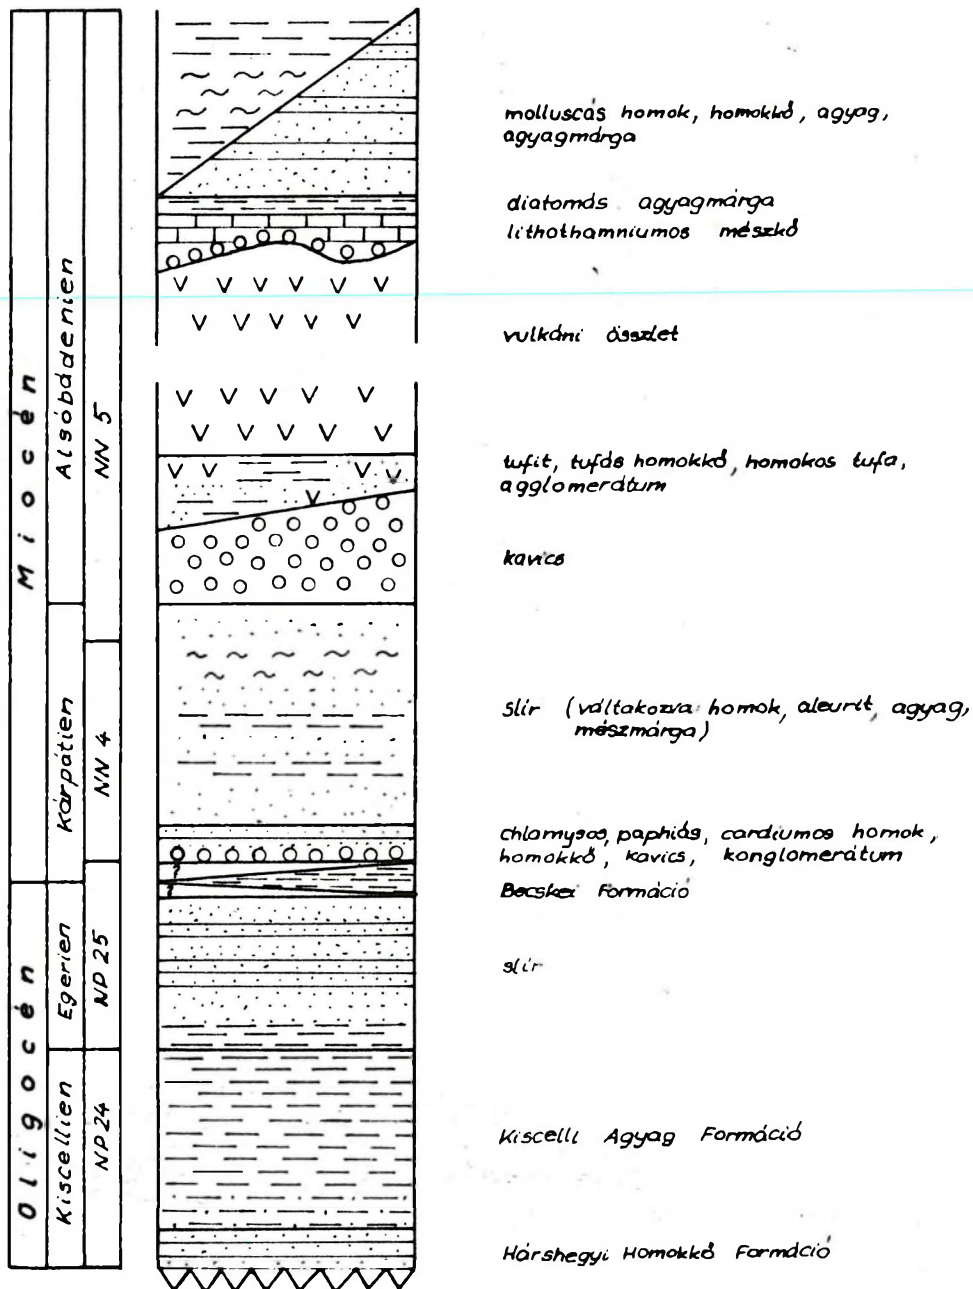 Miocén
Oligocén
Alsóbádenien
Kárpátien
Egerien
Kiscellien
NN 5
NN 4
NP 25
NP 24
?
molluscás homok, homokkő, agyag,
agyagmárga
diatomás agyagmárga
lithothamniumos mészkő
vulkáni összlet
tufit, tufás homokkő, homokos tufa,
agglomerátum
kavics
slír (váltakozva homok, aleurit, agyag,
mészmárga)
chlamysos, paphiás, cardiumos homok,
homokkő, kavics, konglomerátum
Becskei Formáció
slír
Kiscelli Agyag Formáció
Hárshegyi Homokkő Formáció